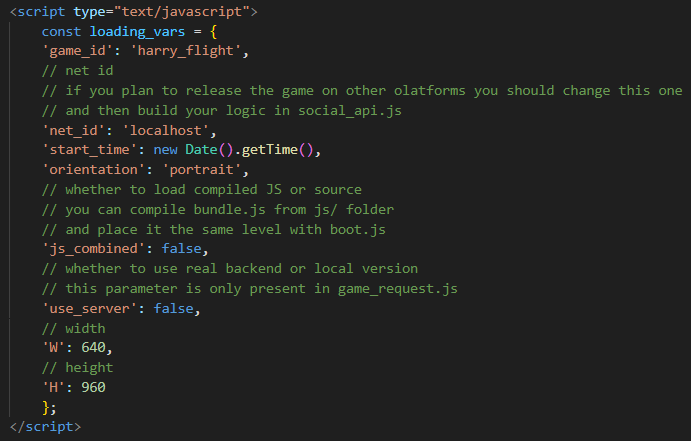 <script type="text/javascript">
const loading_vars = {
'game_id': 'harry_flight',
// net id
// if you plan to release the game on other olatforms you should change this one
// and then build your logic in social_api.js
'net_id': 'localhost',
'start_time': new Date().getTime(),
'orientation': 'portrait',
// whether to load compiled JS or source
// you can compile bundle.js from js/ folder
// and place it the same level with boot.js
'js_combined': false,
// whether to use real backend or local version
// this parameter is only present in game_request.js
'use_server': false,
// width
'W': 640,
// height
'H': 960
};
</script>